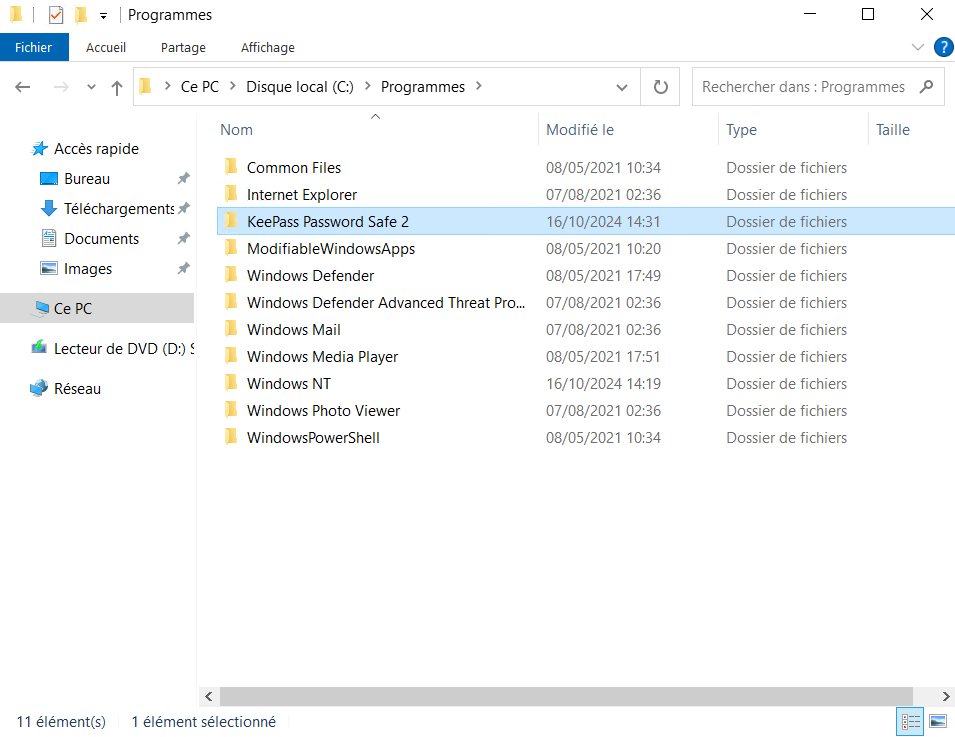 Programmes
Fichier Accueil Partage Affichage
Ce PC Disque local (C:) Programmes
Rechercher dans : Programmes
Accès rapide
Bureau
Téléchargements
Documents
Images
Ce PC
Lecteur de DVD (D:) S
Réseau
Nom Modifié le Type Taille
Common Files 08/05/2021 10:34 Dossier de fichiers
Internet Explorer 07/08/2021 02:36 Dossier de fichiers
KeePass Password Safe 2 16/10/2024 14:31 Dossier de fichiers
ModifiableWindowsApps 08/05/2021 10:20 Dossier de fichiers
Windows Defender 08/05/2021 17:49 Dossier de fichiers
Windows Defender Advanced Threat Pro... 07/08/2021 02:36 Dossier de fichiers
Windows Mail 07/08/2021 02:36 Dossier de fichiers
Windows Media Player 08/05/2021 17:51 Dossier de fichiers
Windows NT 16/10/2024 14:19 Dossier de fichiers
Windows Photo Viewer 07/08/2021 02:36 Dossier de fichiers
WindowsPowerShell 08/05/2021 10:34 Dossier de fichiers
11 élément(s) 1 élément sélectionné